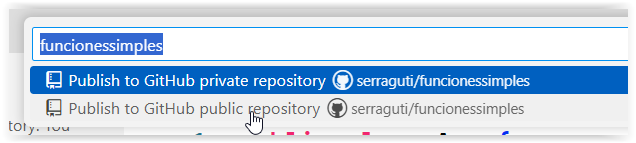 funcionessimples
Publish to GitHub private repository serraguti/funcionessimples
Publish to GitHub public repository serraguti/funcionessimples
tory. You